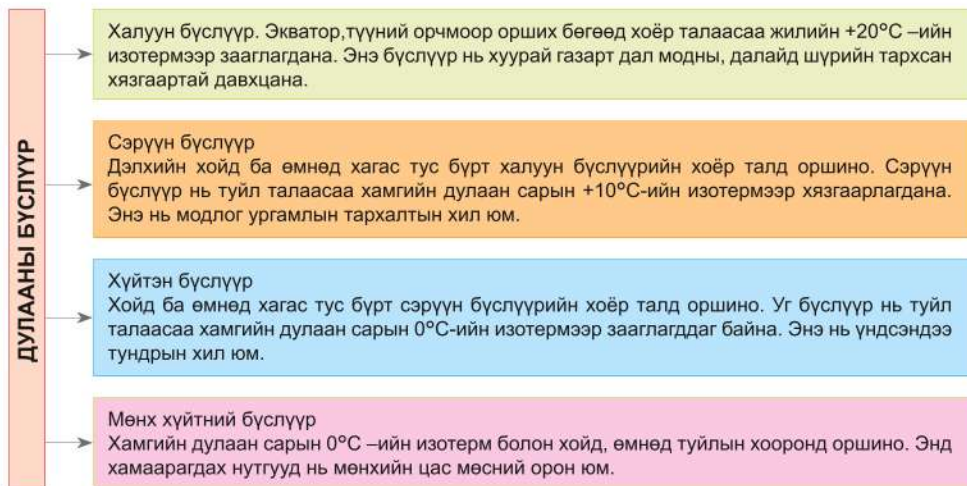 ДУЛААНЫ БҮСЛҮҮР
Халуун бүслүүр. Экватор,түүний орчмоор орших бөгөөд хоёр талаасаа жилийн +20°С –ийн
изотермээр зааглагдана. Энэ бүслүүр нь хуурай газарт дал модны, далайд шүрийн тархсан
хязгаартай давхцана.
Сэрүүн бүслүүр
Дэлхийн хойд ба өмнөд хагас тус бүрт халуун бүслүүрийн хоёр талд оршино. Сэрүүн
бүслүүр нь туйл талаасаа хамгийн дулаан сарын +10°С-ийн изотермээр хязгаарлагдана.
Энэ нь модлог ургамлын тархалтын хил юм.
Хүйтэн бүслүүр
Хойд ба өмнөд хагас тус бүрт сэрүүн бүслүүрийн хоёр талд оршино. Уг бүслүүр нь туйл
талаасаа хамгийн дулаан сарын 0°С-ийн изотермээр зааглагддаг байна. Энэ нь үндсэндээ
тундрын хил юм.
Мөнх хүйтний бүслүүр
Хамгийн дулаан сарын 0°С –ийн изотерм болон хойд, өмнөд туйлын хооронд оршино. Энд
хамаарагдах нутгууд нь мөнхийн цас мөсний орон юм.